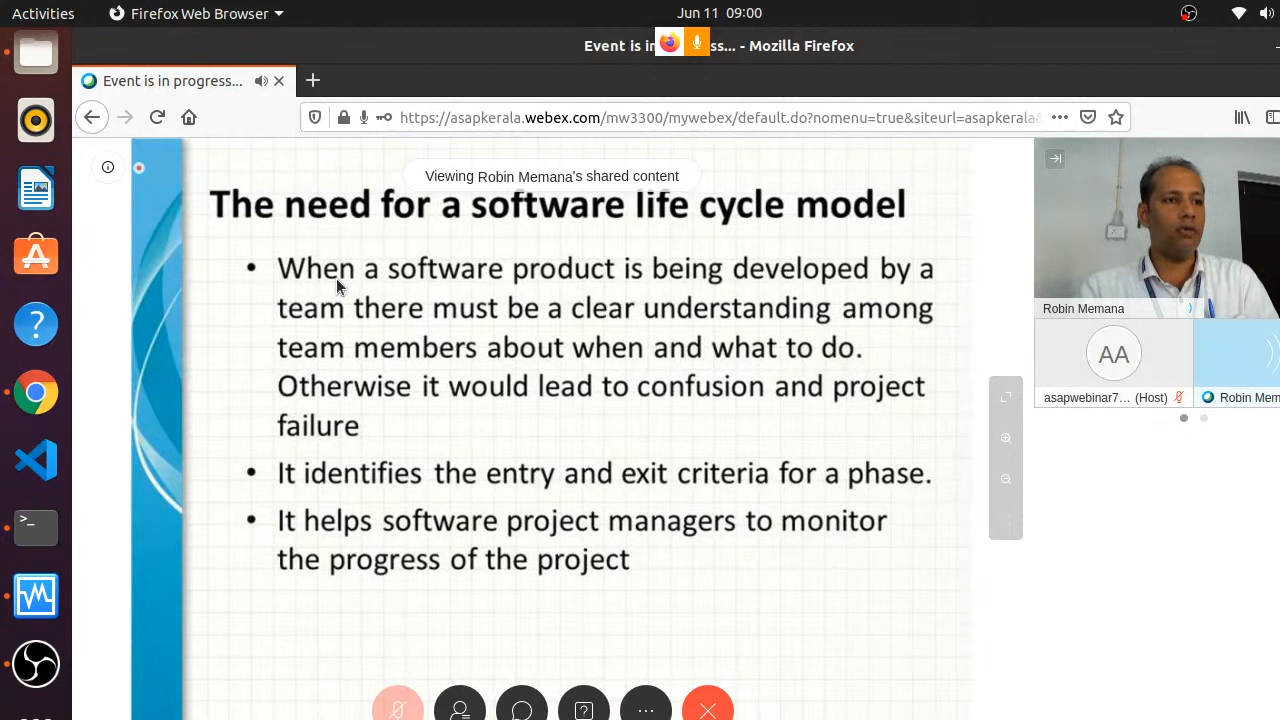 Activities
Firefox Web Browser
Jun 11 09:00
Event is in ss... - Mozilla Firefox
Event is in progress...
https://asapkerala.webex.com/mw3300/mywebex/default.do?nomenu=true&siteurl=asapkerala&
Viewing Robin Memana's shared content
The need for a software life cycle model
• When a software product is being developed by a
team there must be a clear understanding among
team members about when and what to do.
Otherwise it would lead to confusion and project
failure
• It identifies the entry and exit criteria for a phase.
• It helps software project managers to monitor
the progress of the project
Robin Memana
AA
asapwebinar7... (Host)
Robin Mem